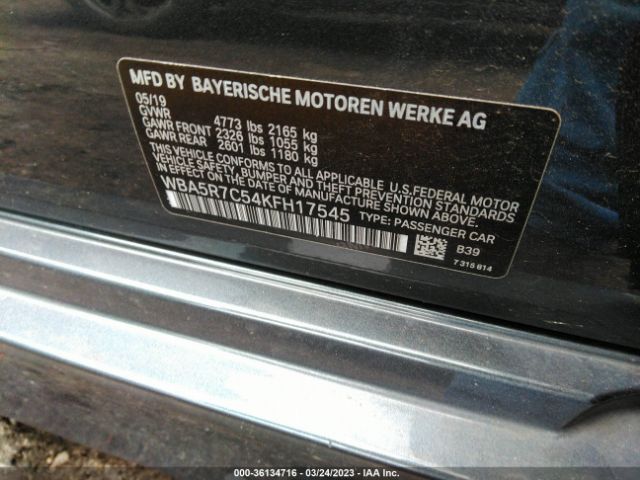 MFD BY BAYERISCHE MOTOREN WERKE AG
05/19
GVWR 4773 lbs 2165 kg
GAWR FRONT 2326 lbs 1055 kg
GAWR REAR 2601 lbs 1180 kg
THIS VEHICLE CONFORMS TO ALL APPLICABLE U.S.FEDERAL MOTOR
VEHICLE SAFETY, BUMPER AND THEFT PREVENTION STANDARDS
IN EFFECT ON THE DATE OF MANUFACTURE SHOWN ABOVE.
WBA5R7C54KFH17545 TYPE: PASSENGER CAR
B39
7 316 814
000-36134716 — 03/24/2023 — IAA Inc.